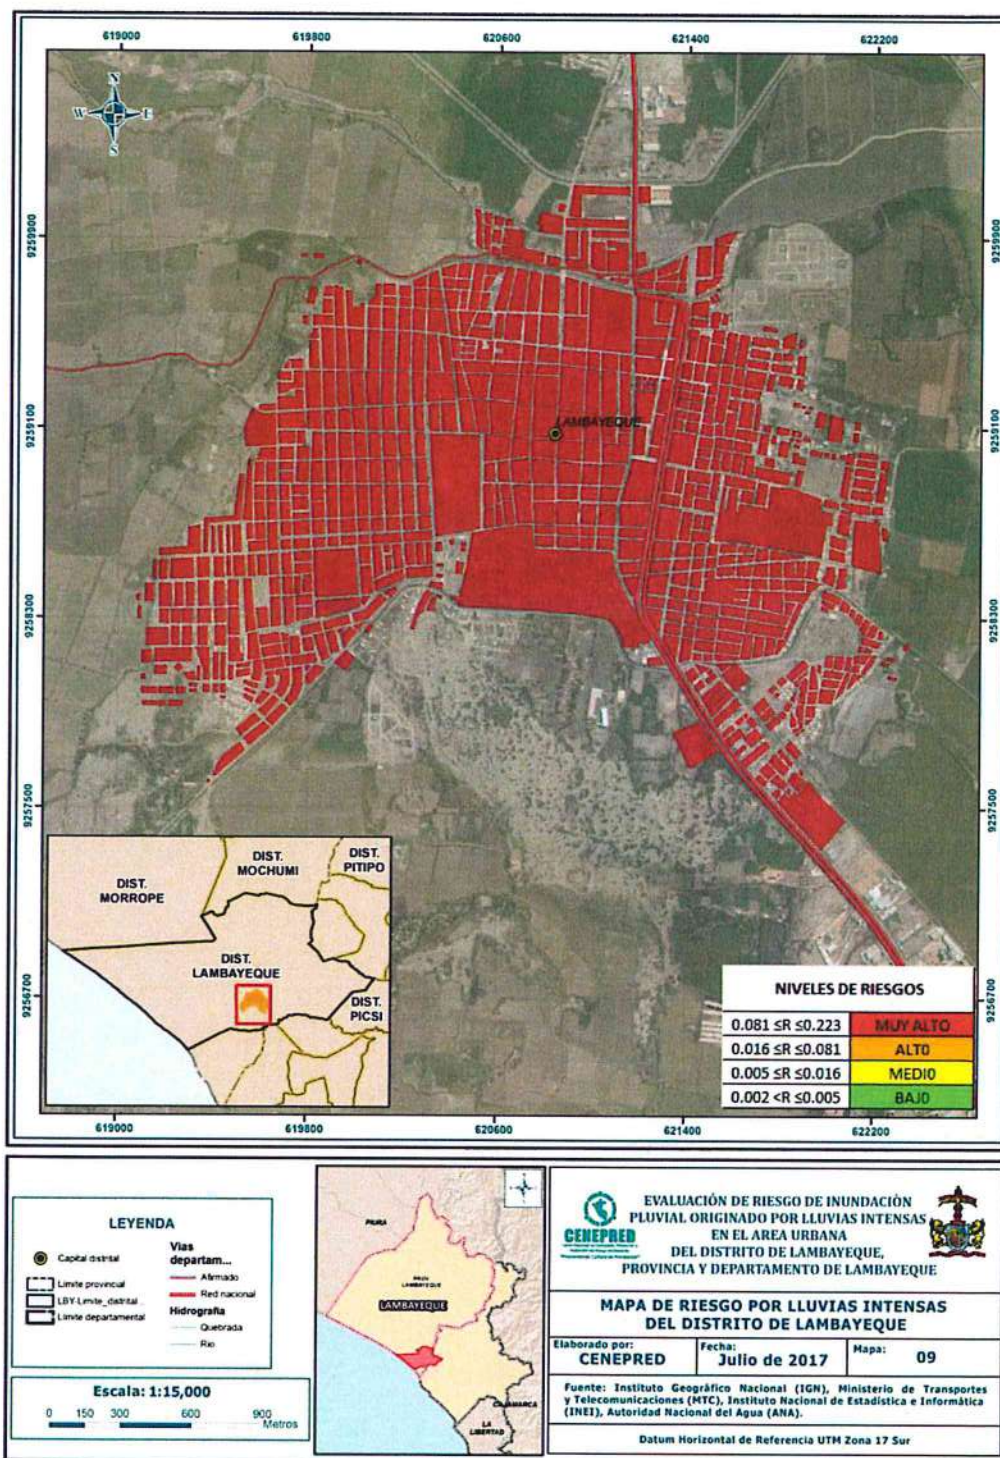 619000 619800 620600 621400 622200
N
W E
S
9259900 9259900
LAMBAYEQUE
9259100 9259100
9258300 9258300
9257500 9257500
DIST.
MORROPE
DIST.
MOCHUMI
DIST.
PITIPO
DIST.
LAMBAYEQUE
DIST.
PICSI
9256700 9256700
NIVELES DE RIESGOS
0.081 ≤R ≤0.223 MUY ALTO
0.016 ≤R ≤0.081 ALTO
0.005 ≤R ≤0.016 MEDIO
0.002 <R ≤0.005 BAJO
619000 619800 620600 621400 622200
LEYENDA
Capital distrital
Limite provincial
LBY-Limite_distrital
Limite departamental
Vias
departam...
Afirmado
Red nacional
Hidrografia
Quebrada
Rio
Escala: 1:15,000
0 150 300 600 900
Metros
PIURA
PROV.
LAMBAYEQUE
LAMBAYEQUE
CAJAMARCA
LA
LIBERTAD
CENEPRED
EVALUACIÓN DE RIESGO DE INUNDACIÓN
PLUVIAL ORIGINADO POR LLUVIAS INTENSAS
EN EL AREA URBANA
DEL DISTRITO DE LAMBAYEQUE,
PROVINCIA Y DEPARTAMENTO DE LAMBAYEQUE
MAPA DE RIESGO POR LLUVIAS INTENSAS
DEL DISTRITO DE LAMBAYEQUE
Elaborado por:
CENEPRED
Fecha:
Julio de 2017
Mapa: 09
Fuente: Instituto Geográfico Nacional (IGN), Ministerio de Transportes
y Telecomunicaciones (MTC), Instituto Nacional de Estadística e Informática
(INEI), Autoridad Nacional del Agua (ANA).
Datum Horizontal de Referencia UTM Zona 17 Sur